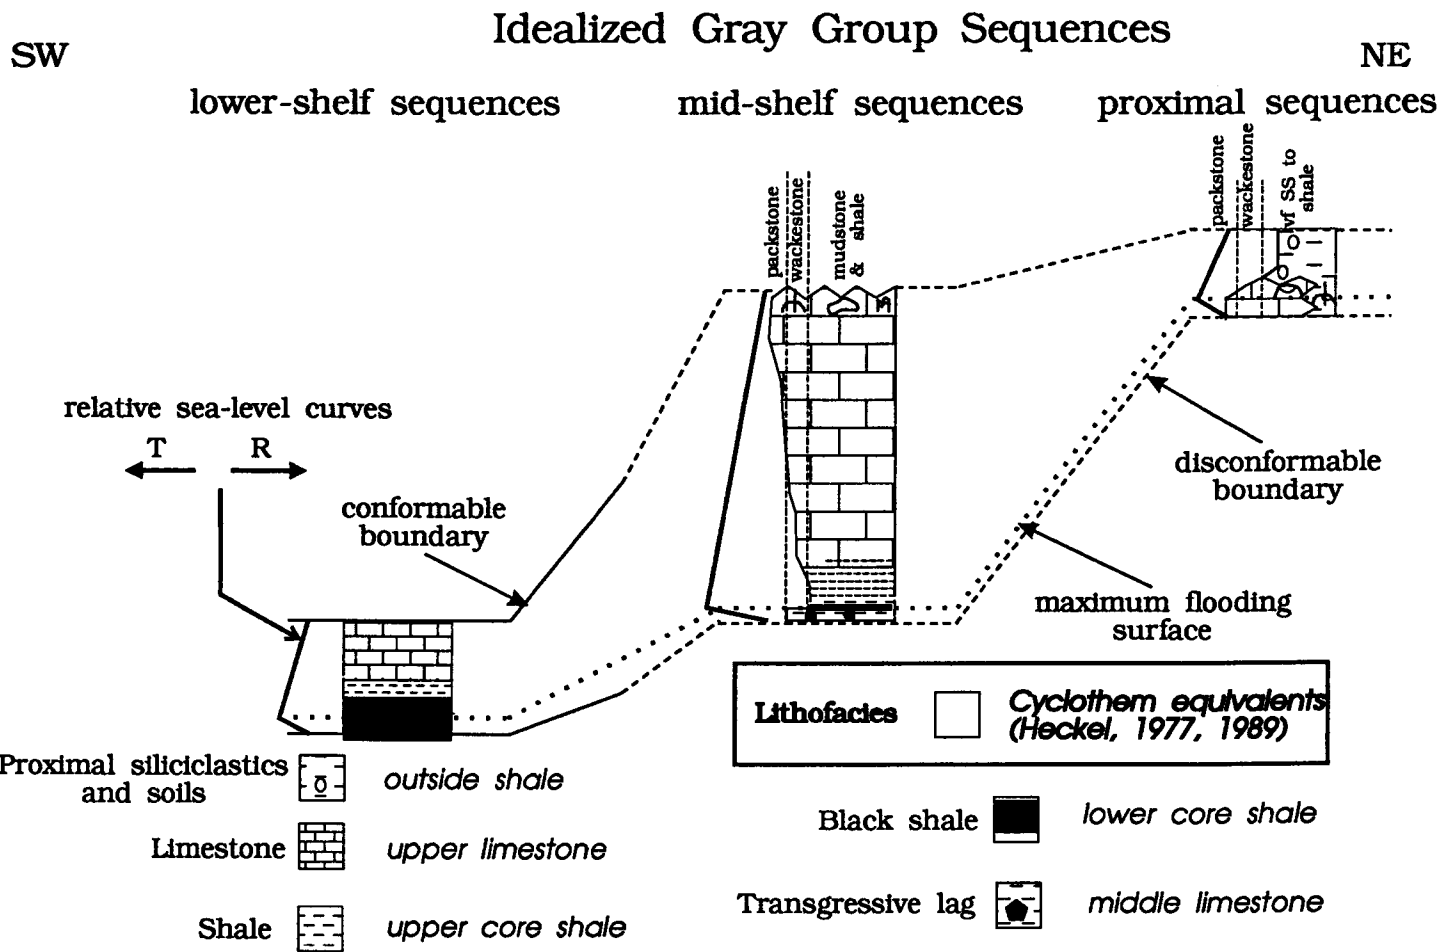 Idealized Gray Group Sequences
SW
NE
lower-shelf sequences
mid-shelf sequences
proximal sequences
packstone
wackestone
mudstone
& shale
packstone
wackestone
vf SS to
shale
relative sea-level curves
T
R
conformable
boundary
disconformable
boundary
maximum flooding
surface
Lithofacies
Cyclothem equivalents
(Heckel, 1977, 1989)
Proximal siliciclastics
and soils
outside shale
Limestone
upper limestone
Shale
upper core shale
Black shale
lower core shale
Transgressive lag
middle limestone